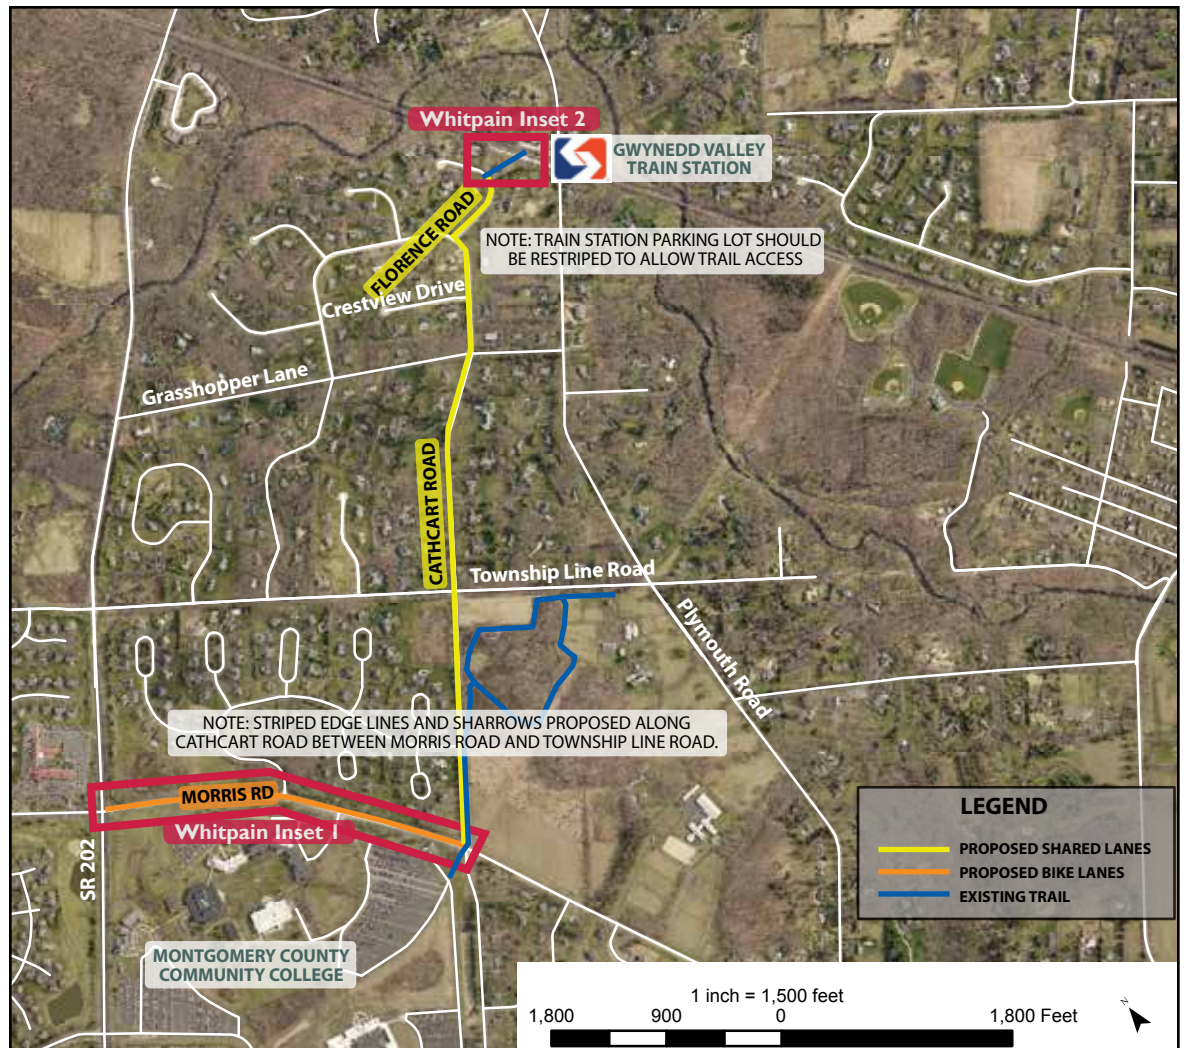 Whitpain Inset 2
GWYNEDD VALLEY
TRAIN STATION
FLORENCE ROAD
NOTE: TRAIN STATION PARKING LOT SHOULD
BE RESTRIPED TO ALLOW TRAIL ACCESS
Crestview Drive
Grasshopper Lane
CATHCART ROAD
Township Line Road
Plymouth Road
NOTE: STRIPED EDGE LINES AND SHARROWS PROPOSED ALONG
CATHCART ROAD BETWEEN MORRIS ROAD AND TOWNSHIP LINE ROAD.
MORRIS RD
Whitpain Inset 1
SR 202
MONTGOMERY COUNTY
COMMUNITY COLLEGE
LEGEND
PROPOSED SHARED LANES
PROPOSED BIKE LANES
EXISTING TRAIL
1 inch = 1,500 feet
1,800 900 0 1,800 Feet
N